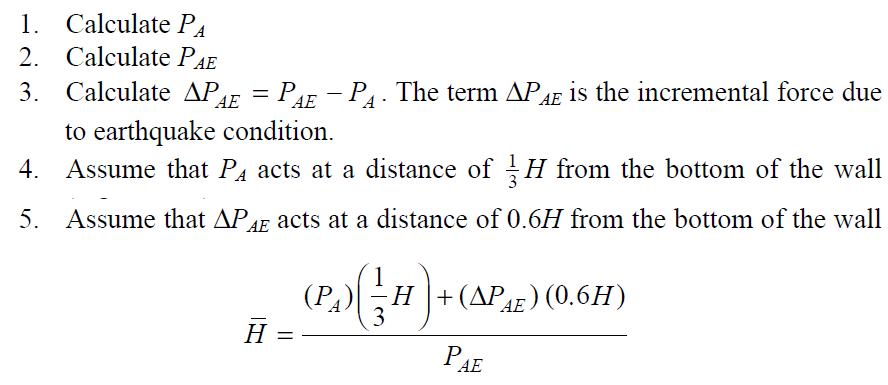 1. Calculate P_A
2. Calculate P_AE
3. Calculate ΔP_AE = P_AE − P_A. The term ΔP_AE is the incremental force due
to earthquake condition.
4. Assume that P_A acts at a distance of 1/3 H from the bottom of the wall
5. Assume that ΔP_AE acts at a distance of 0.6H from the bottom of the wall
H̅ = ((P_A)(1/3 H) + (ΔP_AE)(0.6H)) / P_AE